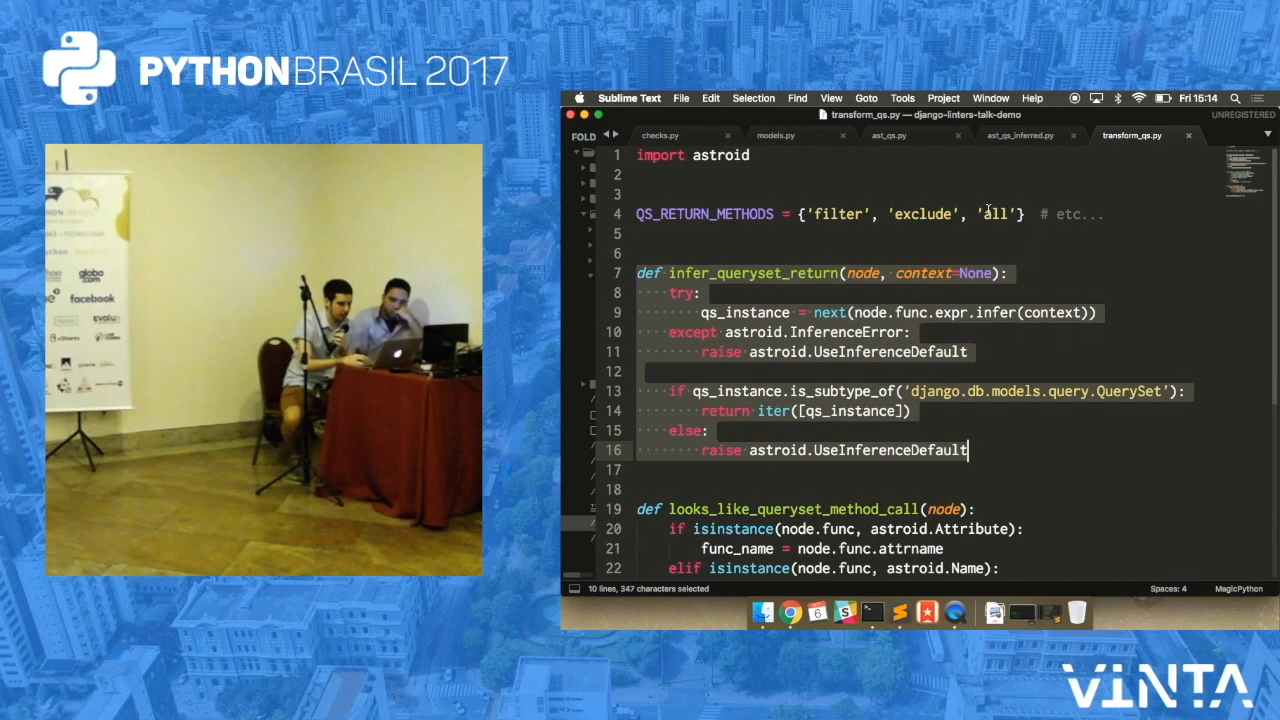 PYTHONBRASIL 2017
Sublime Text File Edit Selection Find View Goto Tools Project Window Help Fri 15:14
transform_qs.py — django-linters-talk-demo UNREGISTERED
FOLD checks.py models.py ast_qs.py ast_qs_inferred.py transform_qs.py
1 import astroid
2
3
4 QS_RETURN_METHODS = {'filter', 'exclude', 'all'} # etc...
5
6
7 def infer_queryset_return(node, context=None):
8 try:
9 qs_instance = next(node.func.expr.infer(context))
10 except astroid.InferenceError:
11 raise astroid.UseInferenceDefault
12
13 if qs_instance.is_subtype_of('django.db.models.query.QuerySet'):
14 return iter([qs_instance])
15 else:
16 raise astroid.UseInferenceDefault
17
18
19 def looks_like_queryset_method_call(node):
20 if isinstance(node.func, astroid.Attribute):
21 func_name = node.func.attrname
22 elif isinstance(node.func, astroid.Name):
10 lines, 347 characters selected Spaces: 4 MagicPython
6
globo.com
facebook
evalux
VINTA